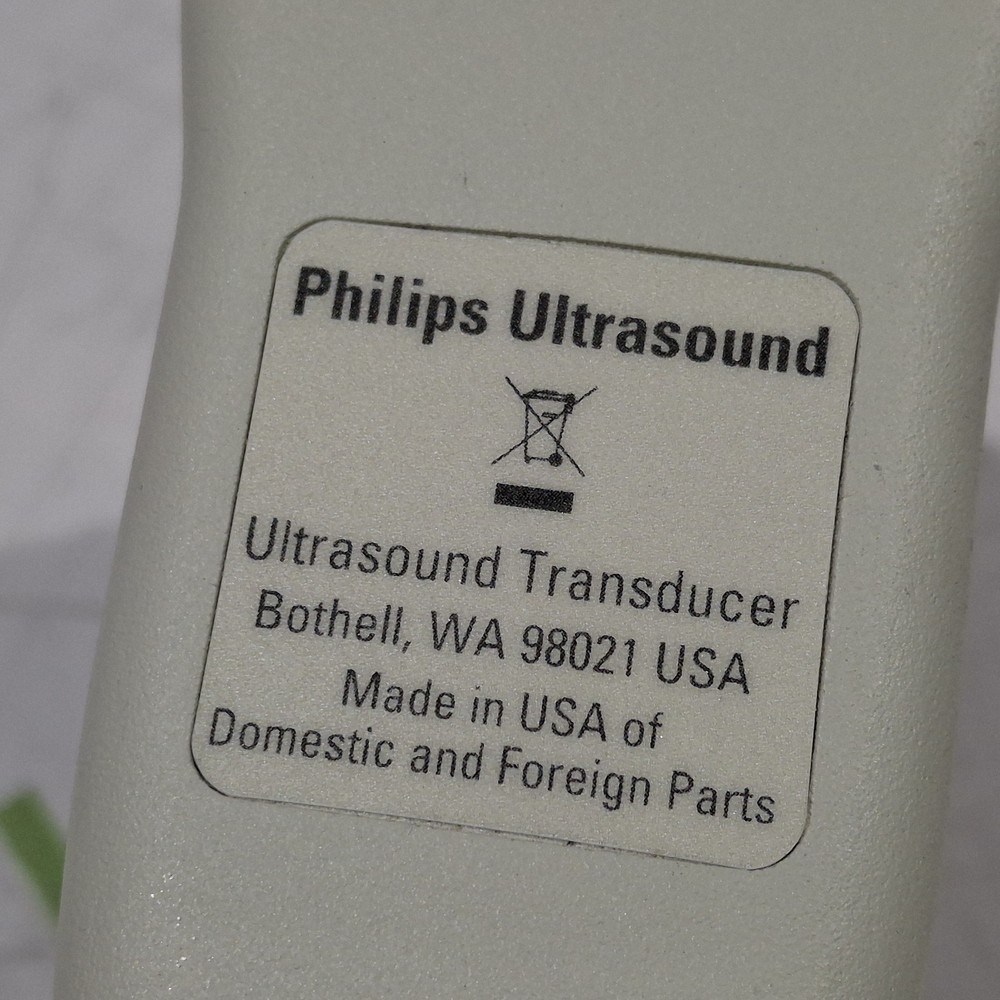 Philips Ultrasound
Ultrasound Transducer
Bothell, WA 98021 USA
Made in USA of
Domestic and Foreign Parts